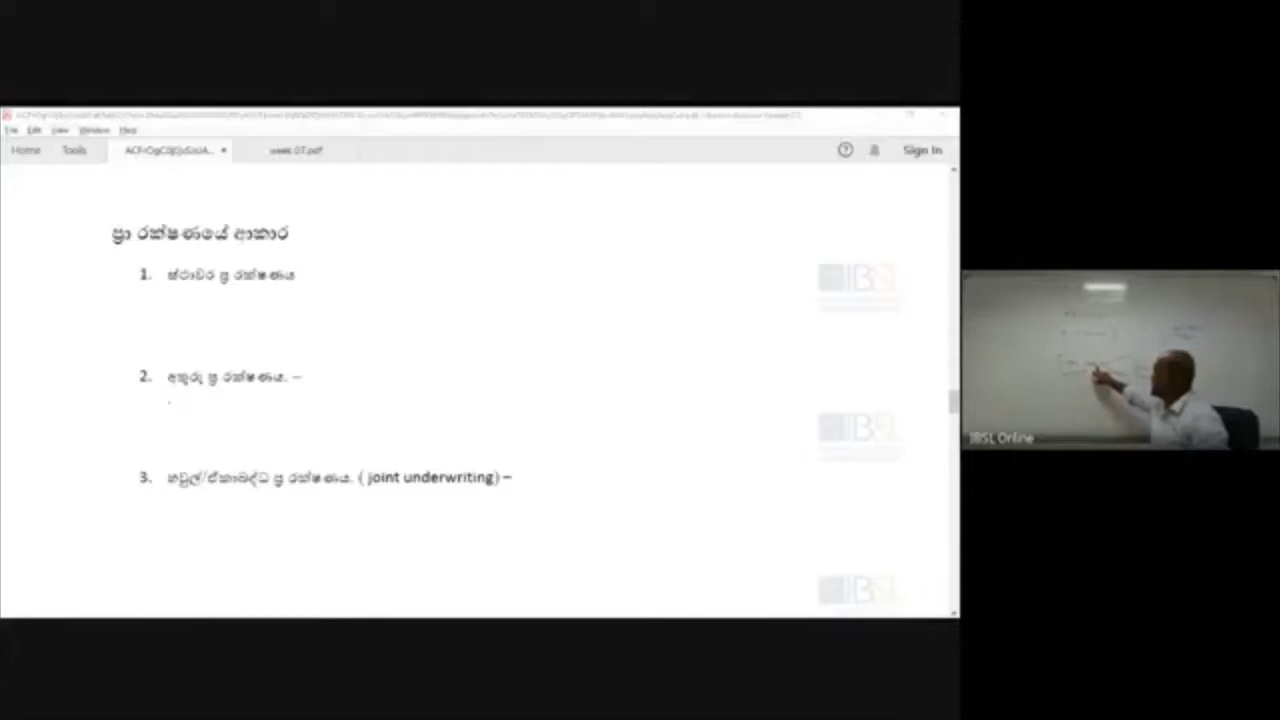 Home Tools ACFrOgC0JOjvSixIA... week 07.pdf Sign In
ප්‍රා රක්ෂණයේ ආකාර
1. ස්ථාවර ප්‍ර රක්ෂණය
2. අතුරු ප්‍ර රක්ෂණය. –
3. හවුල්/ඒකාබද්ධ ප්‍ර රක්ෂණය. ( joint underwriting) –
IBSL Online